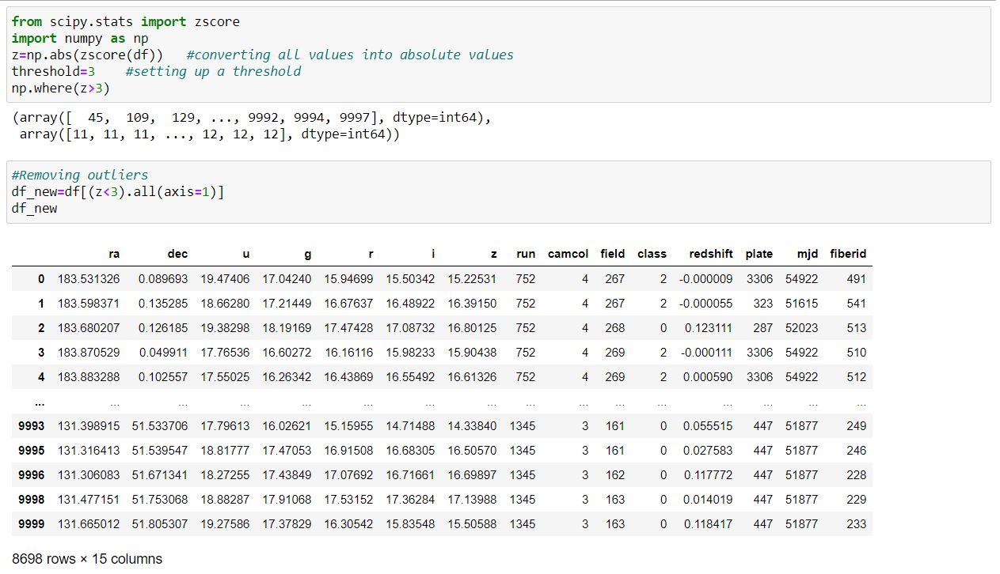 from scipy.stats import zscore
import numpy as np
z=np.abs(zscore(df))   #converting all values into absolute values
threshold=3    #setting up a threshold
np.where(z>3)
(array([  45,  109,  129, ..., 9992, 9994, 9997], dtype=int64),
 array([11, 11, 11, ..., 12, 12, 12], dtype=int64))
#Removing outliers
df_new=df[(z<3).all(axis=1)]
df_new
ra dec u g r i z run camcol field class redshift plate mjd fiberid
0 183.531326 0.089693 19.47406 17.04240 15.94699 15.50342 15.22531 752 4 267 2 -0.000009 3306 54922 491
1 183.598371 0.135285 18.66280 17.21449 16.67637 16.48922 16.39150 752 4 267 2 -0.000055 323 51615 541
2 183.680207 0.126185 19.38298 18.19169 17.47428 17.08732 16.80125 752 4 268 0 0.123111 287 52023 513
3 183.870529 0.049911 17.76536 16.60272 16.16116 15.98233 15.90438 752 4 269 2 -0.000111 3306 54922 510
4 183.883288 0.102557 17.55025 16.26342 16.43869 16.55492 16.61326 752 4 269 2 0.000590 3306 54922 512
... ... ... ... ... ... ... ... ... ... ... ... ... ... ... ...
9993 131.398915 51.533706 17.79613 16.02621 15.15955 14.71488 14.33840 1345 3 161 0 0.055515 447 51877 249
9995 131.316413 51.539547 18.81777 17.47053 16.91508 16.68305 16.50570 1345 3 161 0 0.027583 447 51877 246
9996 131.306083 51.671341 18.27255 17.43849 17.07692 16.71661 16.69897 1345 3 162 0 0.117772 447 51877 228
9998 131.477151 51.753068 18.88287 17.91068 17.53152 17.36284 17.13988 1345 3 163 0 0.014019 447 51877 229
9999 131.665012 51.805307 19.27586 17.37829 16.30542 15.83548 15.50588 1345 3 163 0 0.118417 447 51877 233
8698 rows × 15 columns